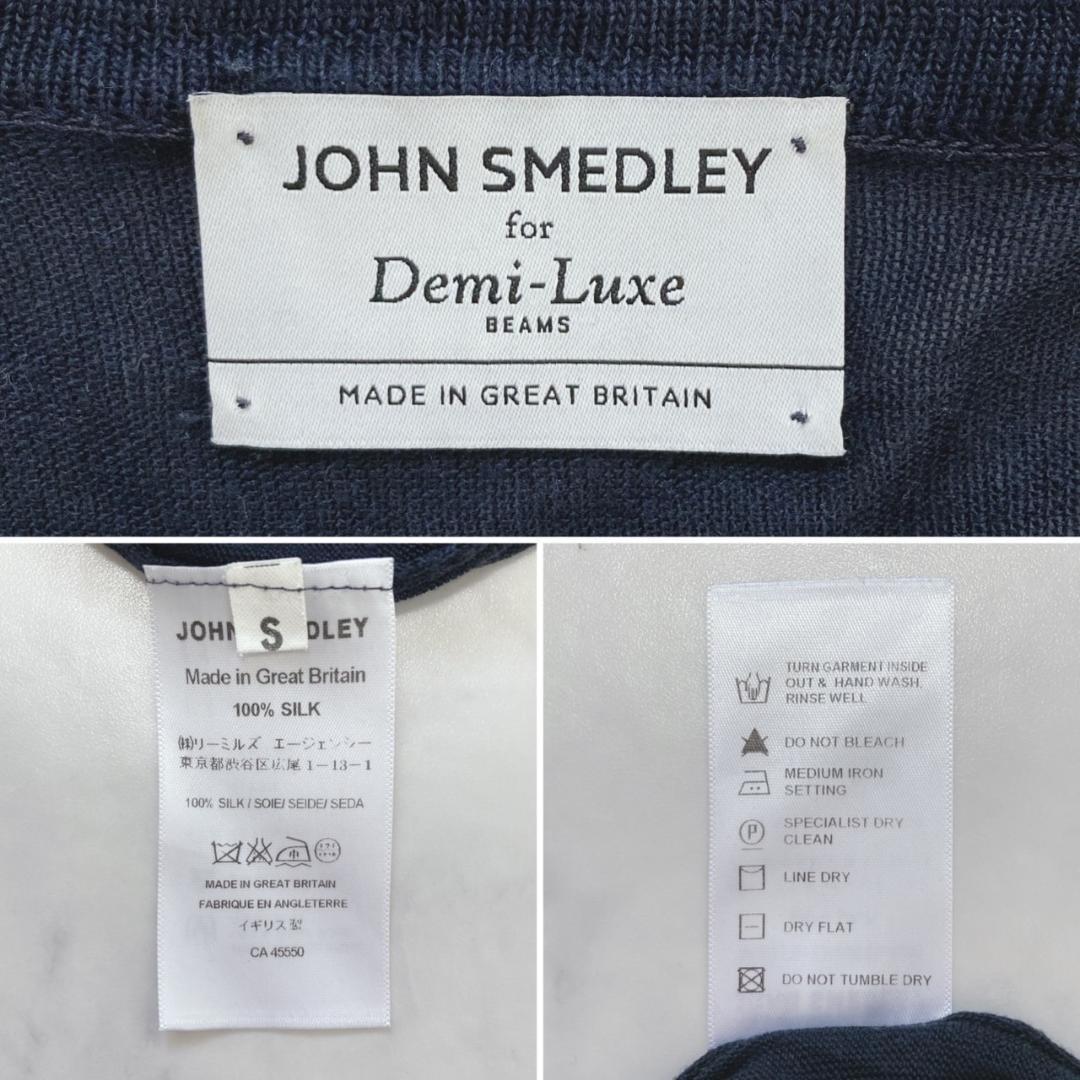 JOHN SMEDLEY
for
Demi-Luxe
BEAMS
MADE IN GREAT BRITAIN
S
JOHN DLEY
Made in Great Britain
100% SILK
㈱リーミルズ エージェンシー
東京都渋谷区広尾1-13-1
100% SILK / SOIE/ SEIDE/ SEDA
MADE IN GREAT BRITAIN
FABRIQUE EN ANGLETERRE
イギリス製
CA 45550
TURN GARMENT INSIDE
OUT & HAND WASH,
RINSE WELL
DO NOT BLEACH
MEDIUM IRON
SETTING
P
SPECIALIST DRY
CLEAN
LINE DRY
DRY FLAT
DO NOT TUMBLE DRY